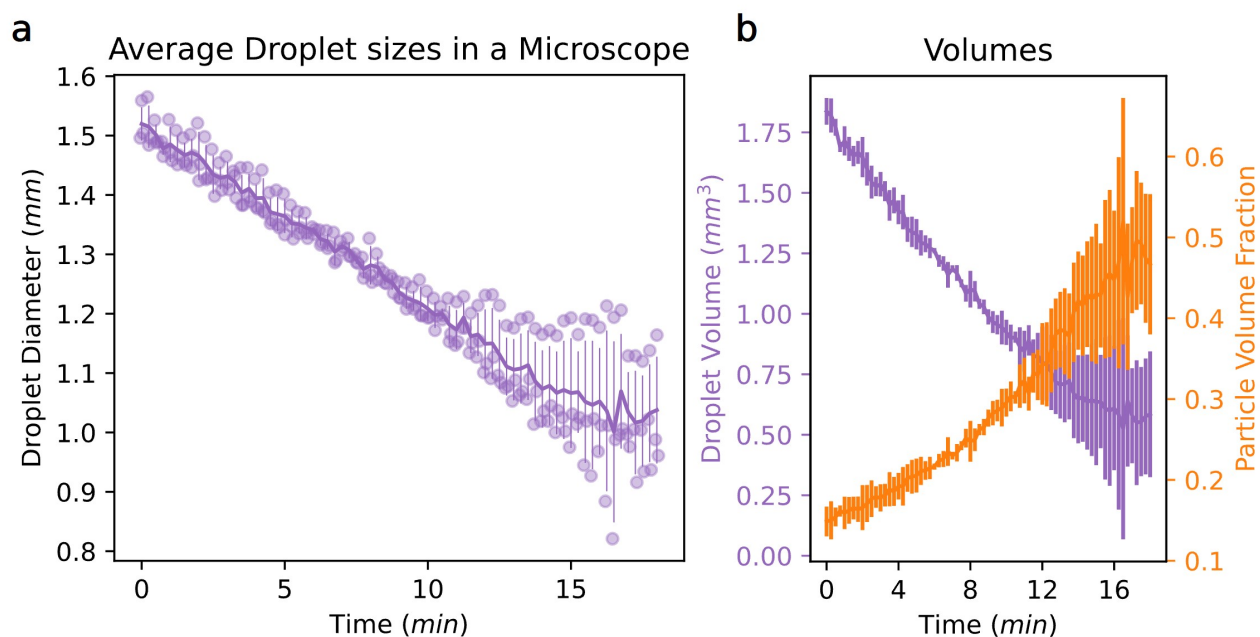 a
Average Droplet sizes in a Microscope
1.6
1.5
1.4
1.3
1.2
1.1
1.0
0.9
0.8
Droplet Diameter (mm)
0 5 10 15
Time (min)
b
Volumes
1.75
1.50
1.25
1.00
0.75
0.50
0.25
0.00
Droplet Volume (mm³)
0.6
0.5
0.4
0.3
0.2
0.1
Particle Volume Fraction
0 4 8 12 16
Time (min)